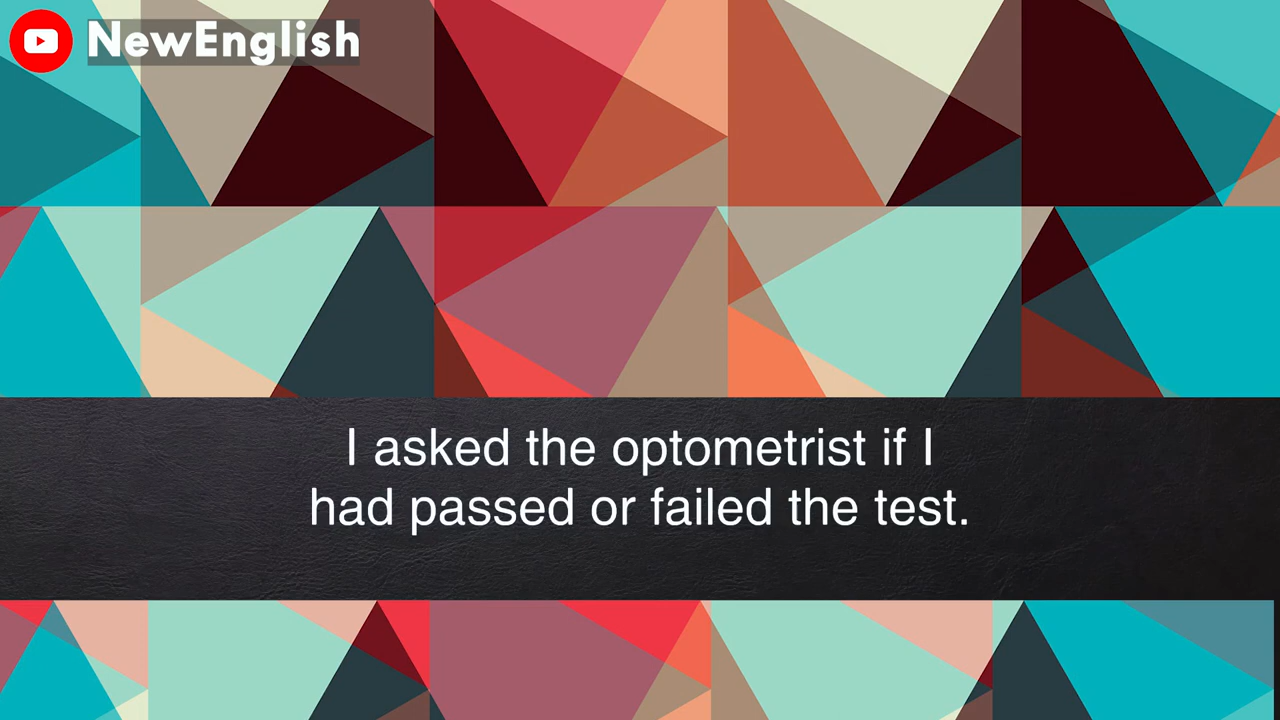 NewEnglish
I asked the optometrist if I
had passed or failed the test.